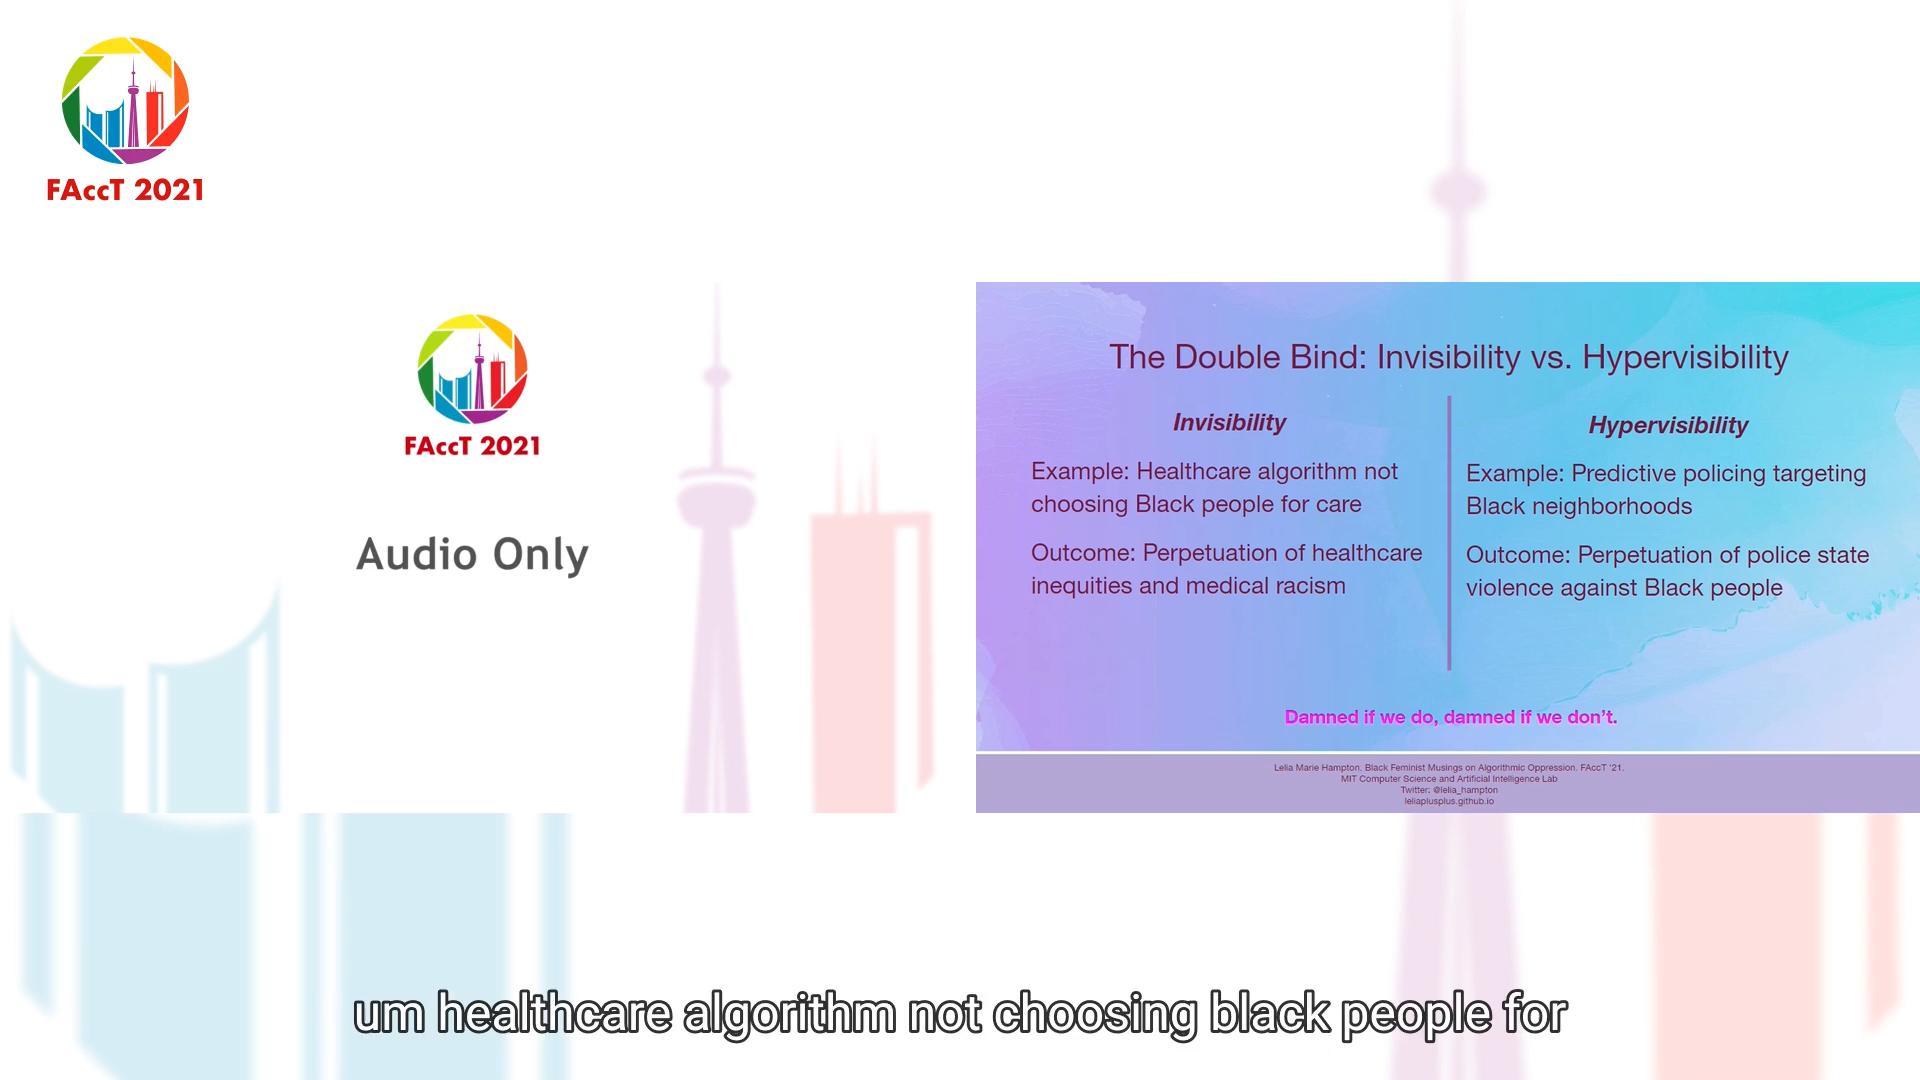 FAccT 2021
FAccT 2021
Audio Only
The Double Bind: Invisibility vs. Hypervisibility
Invisibility
Example: Healthcare algorithm not
choosing Black people for care
Outcome: Perpetuation of healthcare
inequities and medical racism
Hypervisibility
Example: Predictive policing targeting
Black neighborhoods
Outcome: Perpetuation of police state
violence against Black people
Damned if we do, damned if we don't.
Lelia Marie Hampton. Black Feminist Musings on Algorithmic Oppression. FAccT '21.
MIT Computer Science and Artificial Intelligence Lab
Twitter: @lelia_hampton
leliaplusplus.github.io
um healthcare algorithm not choosing black people for